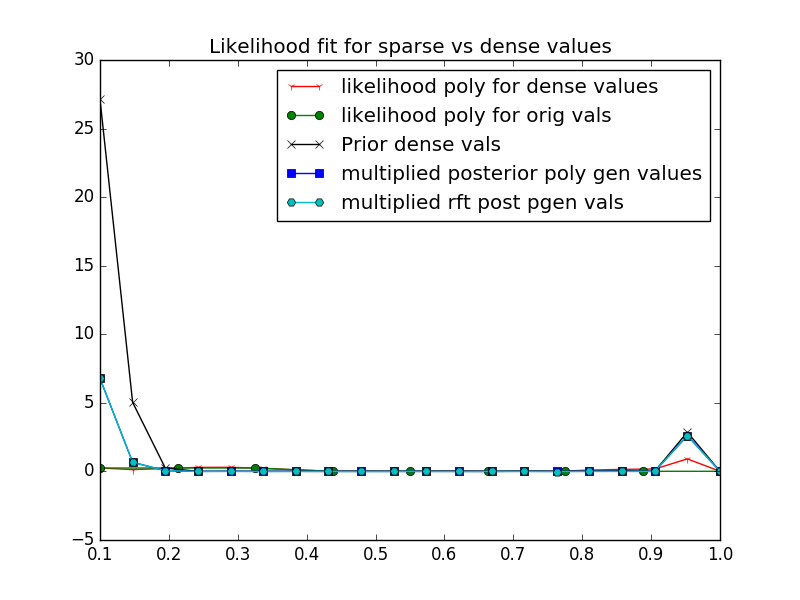 Likelihood fit for sparse vs dense values
30
25
20
15
10
5
0
−5
likelihood poly for dense values
likelihood poly for orig vals
Prior dense vals
multiplied posterior poly gen values
multiplied rft post pgen vals
0.1 0.2 0.3 0.4 0.5 0.6 0.7 0.8 0.9 1.0